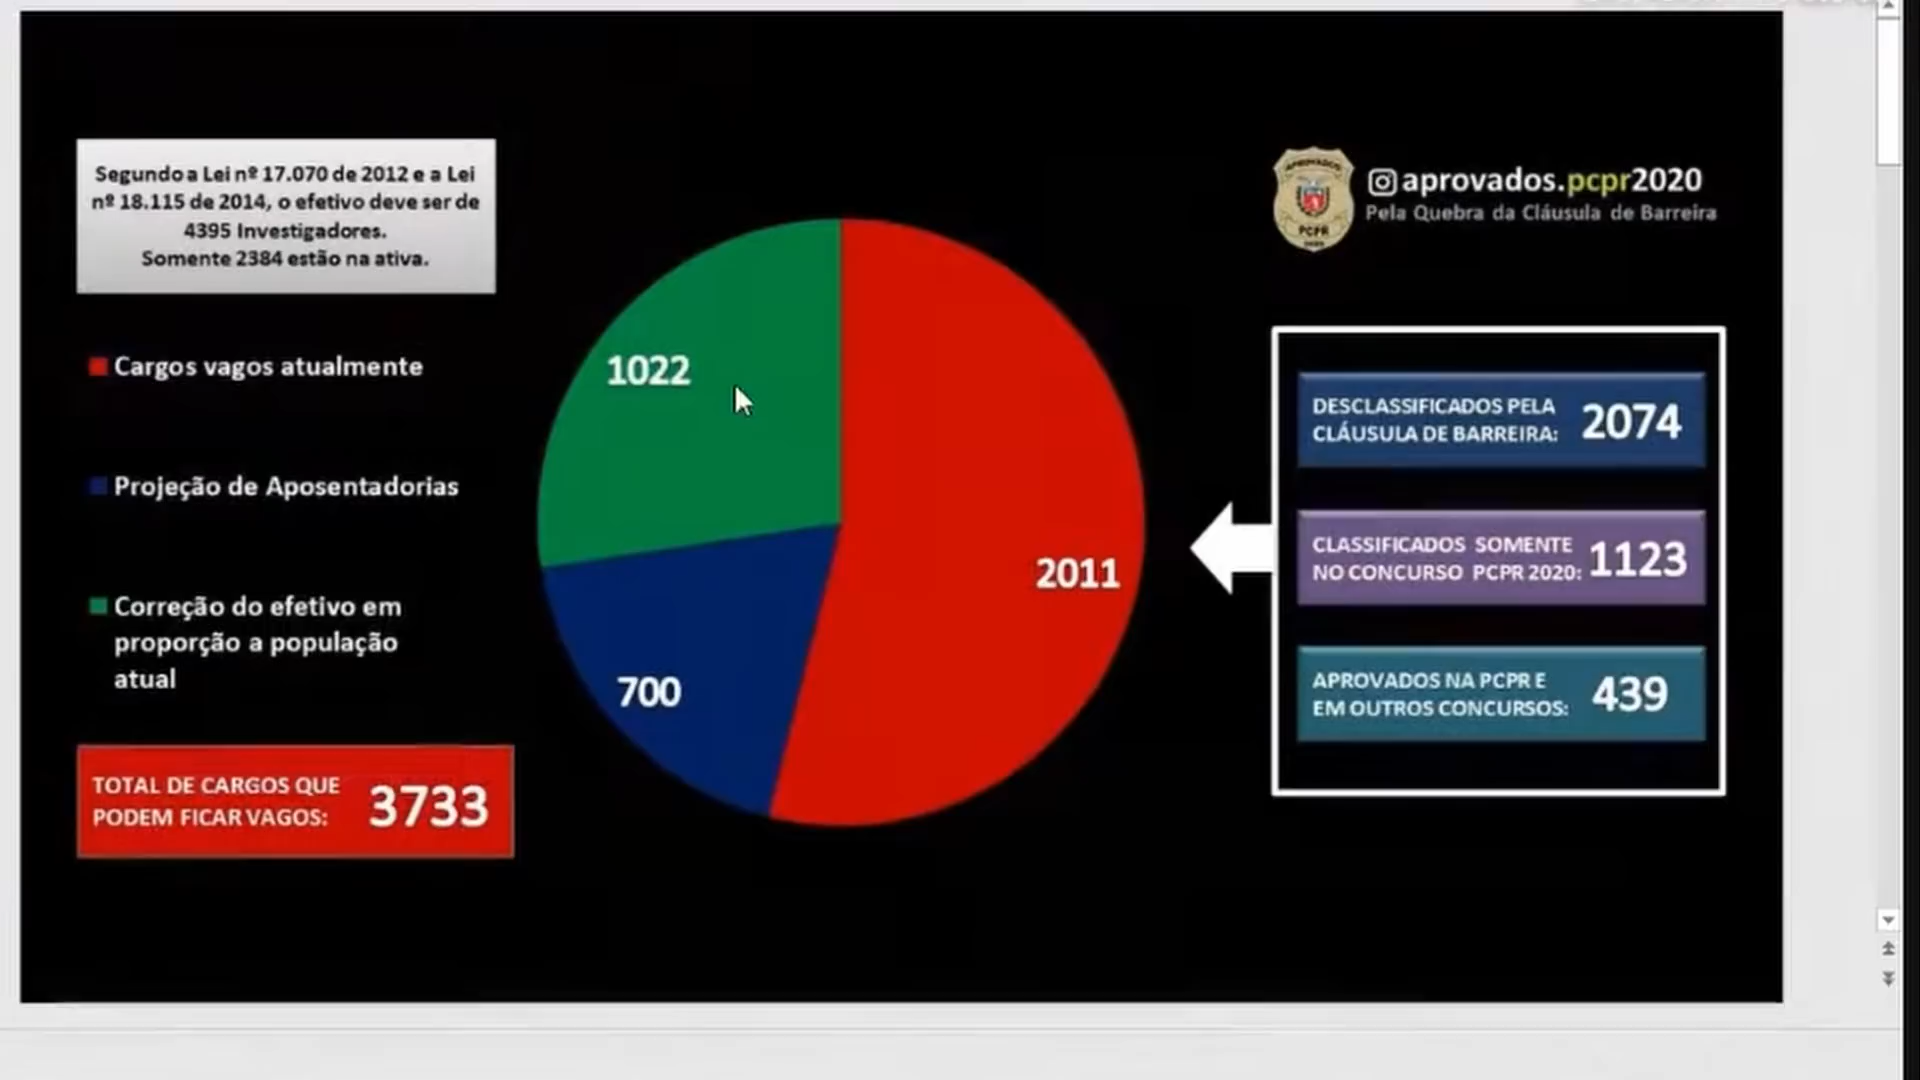 Segundo a Lei nº 17.070 de 2012 e a Lei
nº 18.115 de 2014, o efetivo deve ser de
4395 Investigadores.
Somente 2384 estão na ativa.
Cargos vagos atualmente
Projeção de Aposentadorias
Correção do efetivo em
proporção a população
atual
TOTAL DE CARGOS QUE
PODEM FICAR VAGOS: 3733
1022
2011
700
APROVADOS
PCPR
2020
aprovados.pcpr2020
Pela Quebra da Cláusula de Barreira
DESCLASSIFICADOS PELA
CLÁUSULA DE BARREIRA: 2074
CLASSIFICADOS SOMENTE
NO CONCURSO PCPR 2020: 1123
APROVADOS NA PCPR E
EM OUTROS CONCURSOS: 439